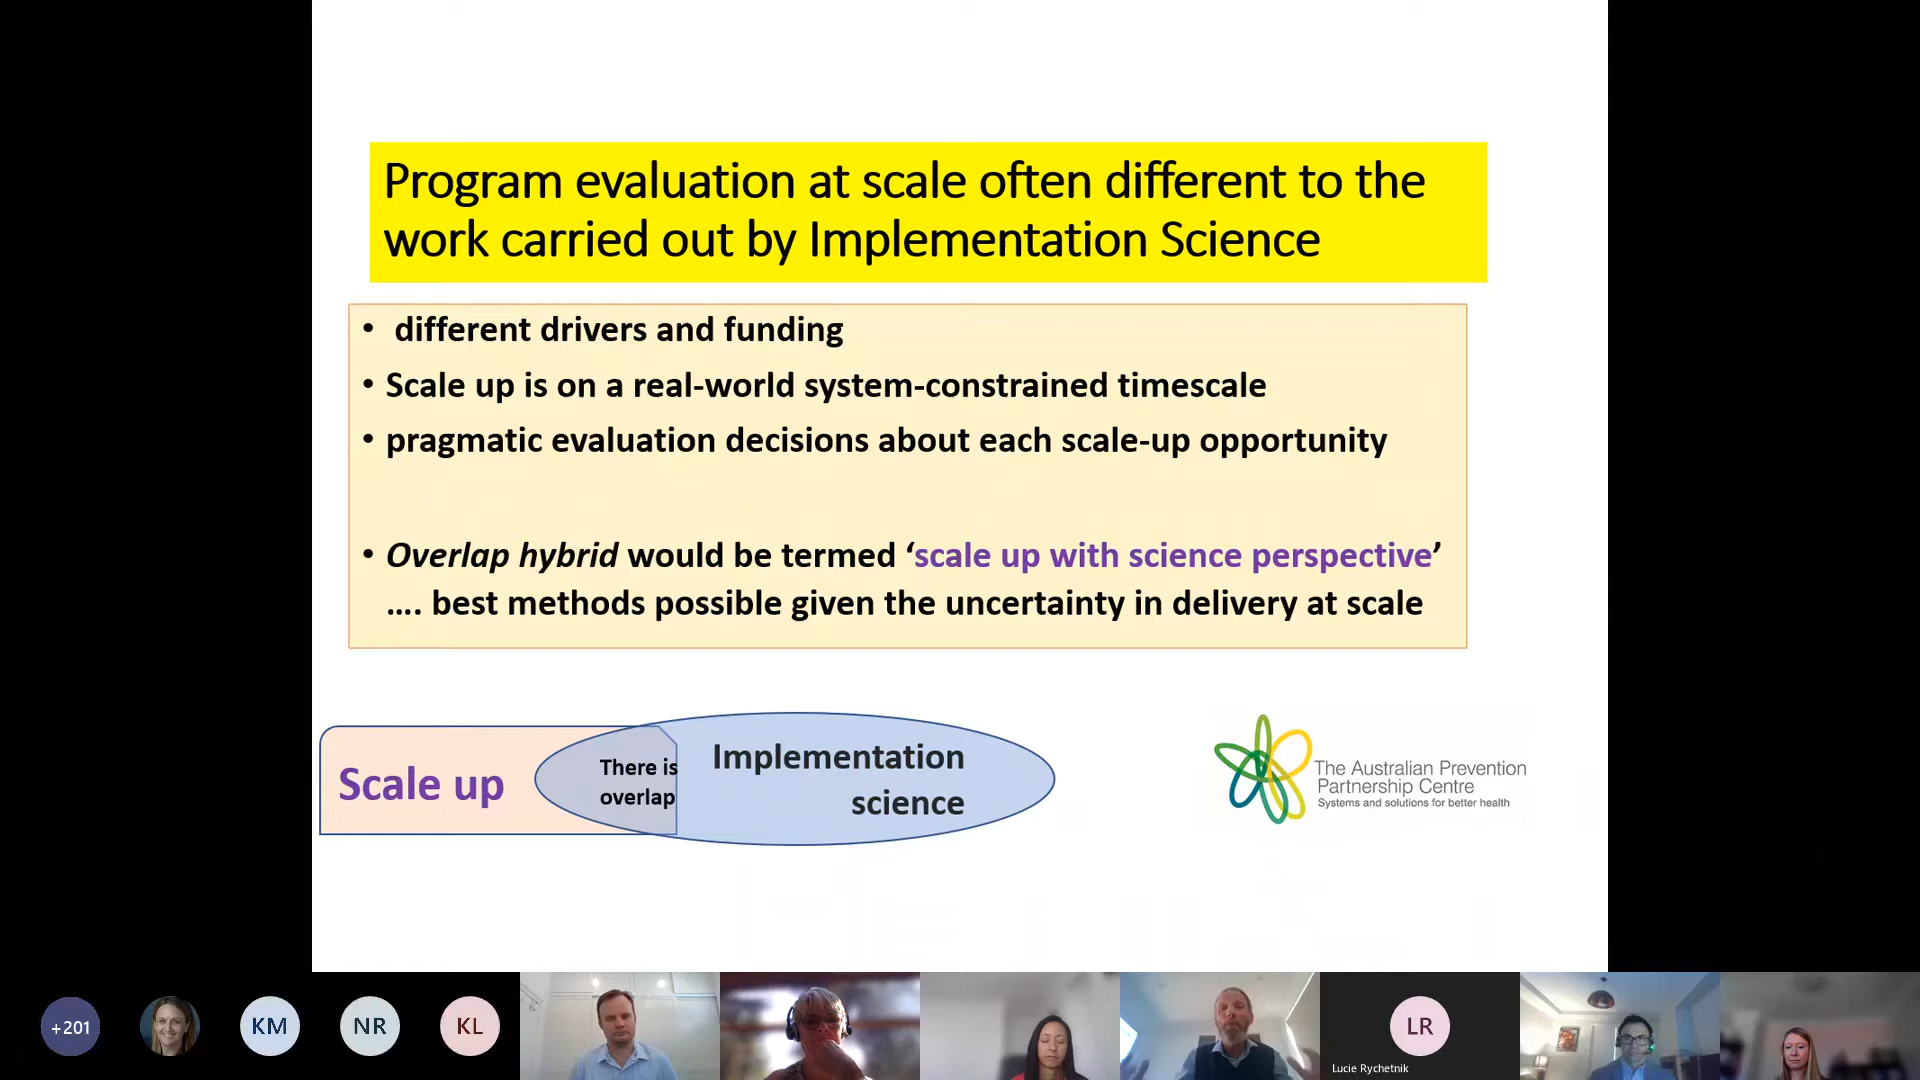 Program evaluation at scale often different to the
work carried out by Implementation Science
• different drivers and funding
• Scale up is on a real-world system-constrained timescale
• pragmatic evaluation decisions about each scale-up opportunity
• Overlap hybrid would be termed ‘scale up with science perspective’
…. best methods possible given the uncertainty in delivery at scale
Scale up
There is
overlap
Implementation
science
The Australian Prevention
Partnership Centre
Systems and solutions for better health
+201
KM
NR
KL
LR
Lucie Rychetnik